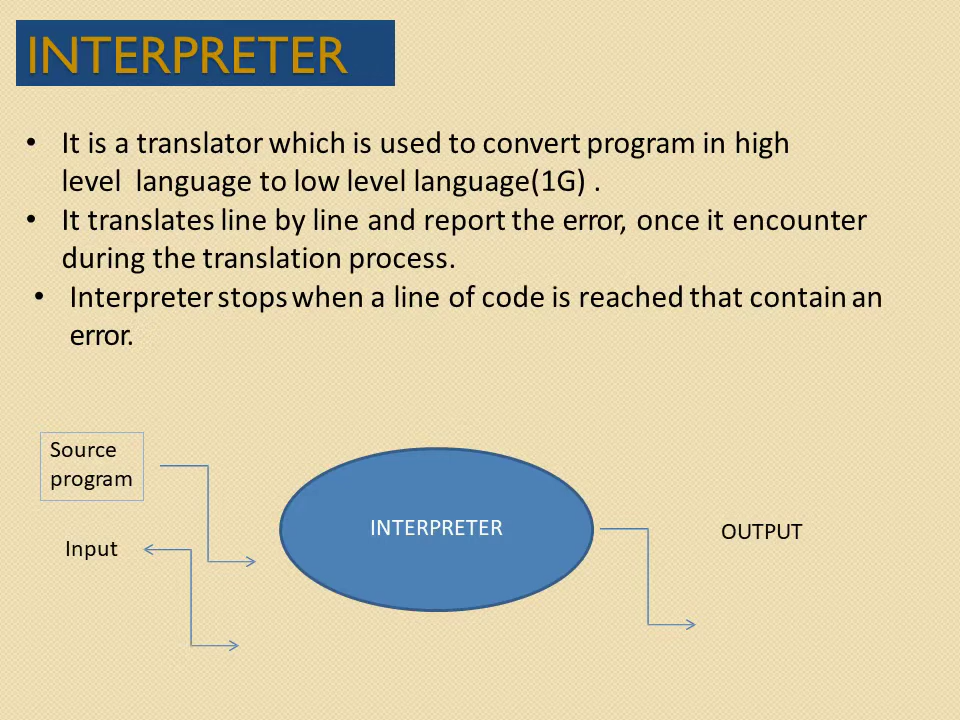 INTERPRETER
• It is a translator which is used to convert program in high
level language to low level language(1G) .
• It translates line by line and report the error, once it encounter
during the translation process.
• Interpreter stops when a line of code is reached that contain an
error.
Source
program
Input
INTERPRETER
OUTPUT